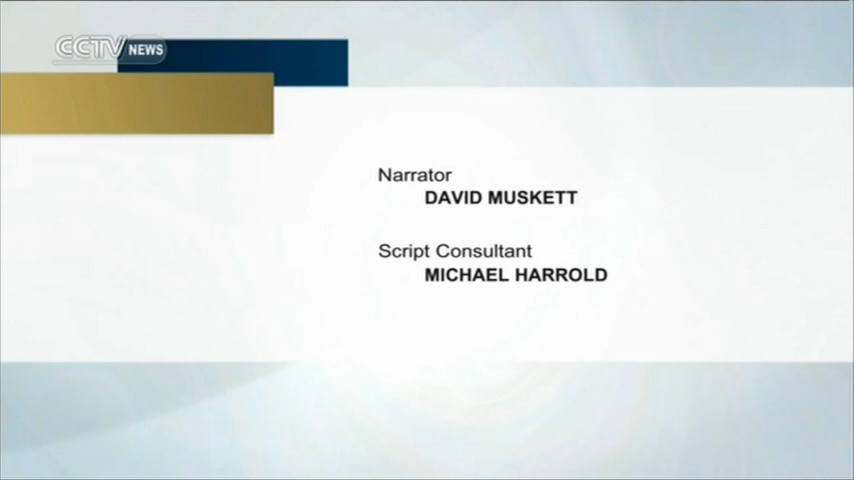 CCTV NEWS
Narrator
DAVID MUSKETT
Script Consultant
MICHAEL HARROLD